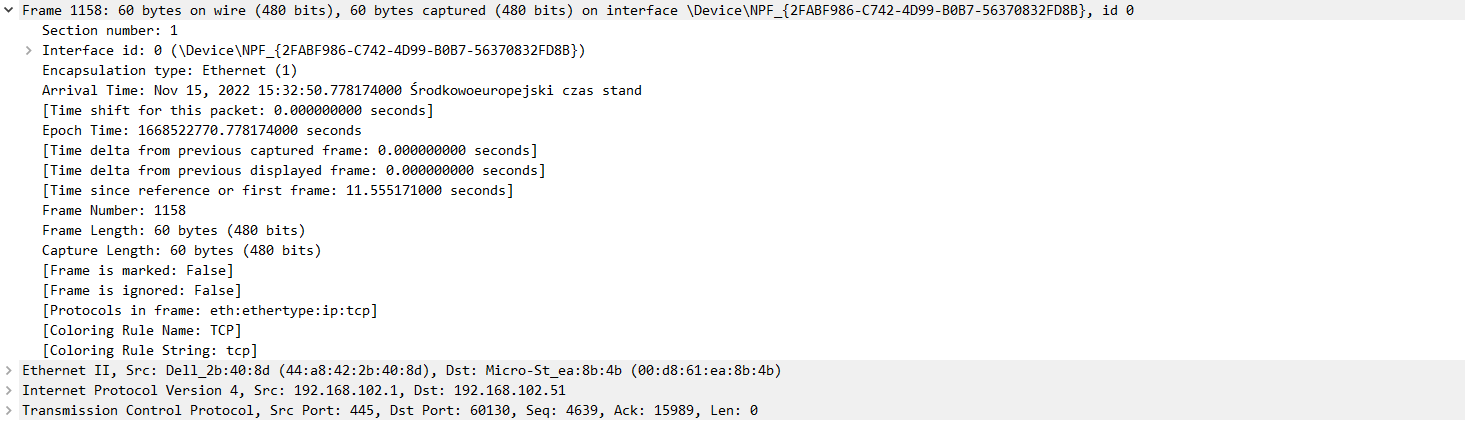 Frame 1158: 60 bytes on wire (480 bits), 60 bytes captured (480 bits) on interface \Device\NPF_{2FABF986-C742-4D99-B0B7-56370832FD8B}, id 0
Section number: 1
Interface id: 0 (\Device\NPF_{2FABF986-C742-4D99-B0B7-56370832FD8B})
Encapsulation type: Ethernet (1)
Arrival Time: Nov 15, 2022 15:32:50.778174000 Środkowoeuropejski czas stand
[Time shift for this packet: 0.000000000 seconds]
Epoch Time: 1668522770.778174000 seconds
[Time delta from previous captured frame: 0.000000000 seconds]
[Time delta from previous displayed frame: 0.000000000 seconds]
[Time since reference or first frame: 11.555171000 seconds]
Frame Number: 1158
Frame Length: 60 bytes (480 bits)
Capture Length: 60 bytes (480 bits)
[Frame is marked: False]
[Frame is ignored: False]
[Protocols in frame: eth:ethertype:ip:tcp]
[Coloring Rule Name: TCP]
[Coloring Rule String: tcp]
Ethernet II, Src: Dell_2b:40:8d (44:a8:42:2b:40:8d), Dst: Micro-St_ea:8b:4b (00:d8:61:ea:8b:4b)
Internet Protocol Version 4, Src: 192.168.102.1, Dst: 192.168.102.51
Transmission Control Protocol, Src Port: 445, Dst Port: 60130, Seq: 4639, Ack: 15989, Len: 0